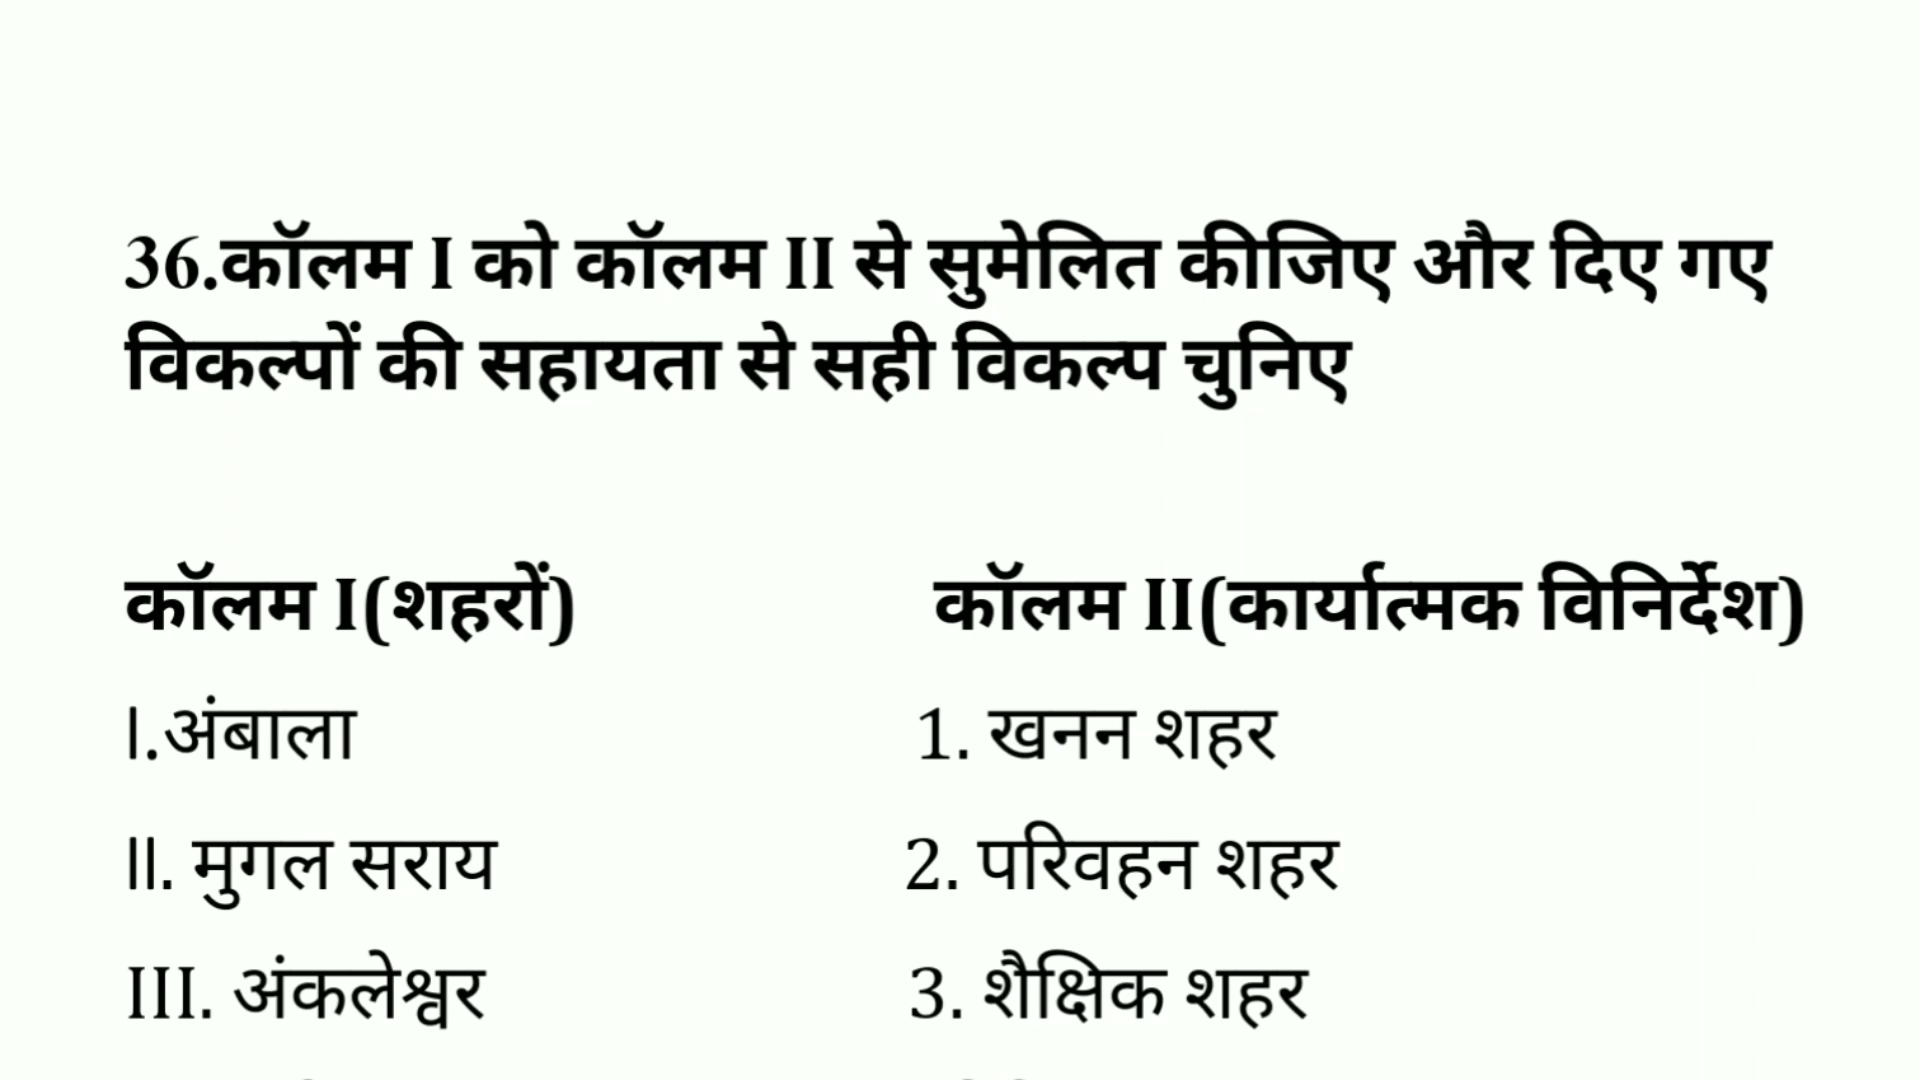 36.कॉलम I को कॉलम II से सुमेलित कीजिए और दिए गए
विकल्पों की सहायता से सही विकल्प चुनिए
कॉलम I(शहरों) कॉलम II(कार्यात्मक विनिर्देश)
I.अंबाला 1. खनन शहर
II. मुगल सराय 2. परिवहन शहर
III. अंकलेश्वर 3. शैक्षिक शहर